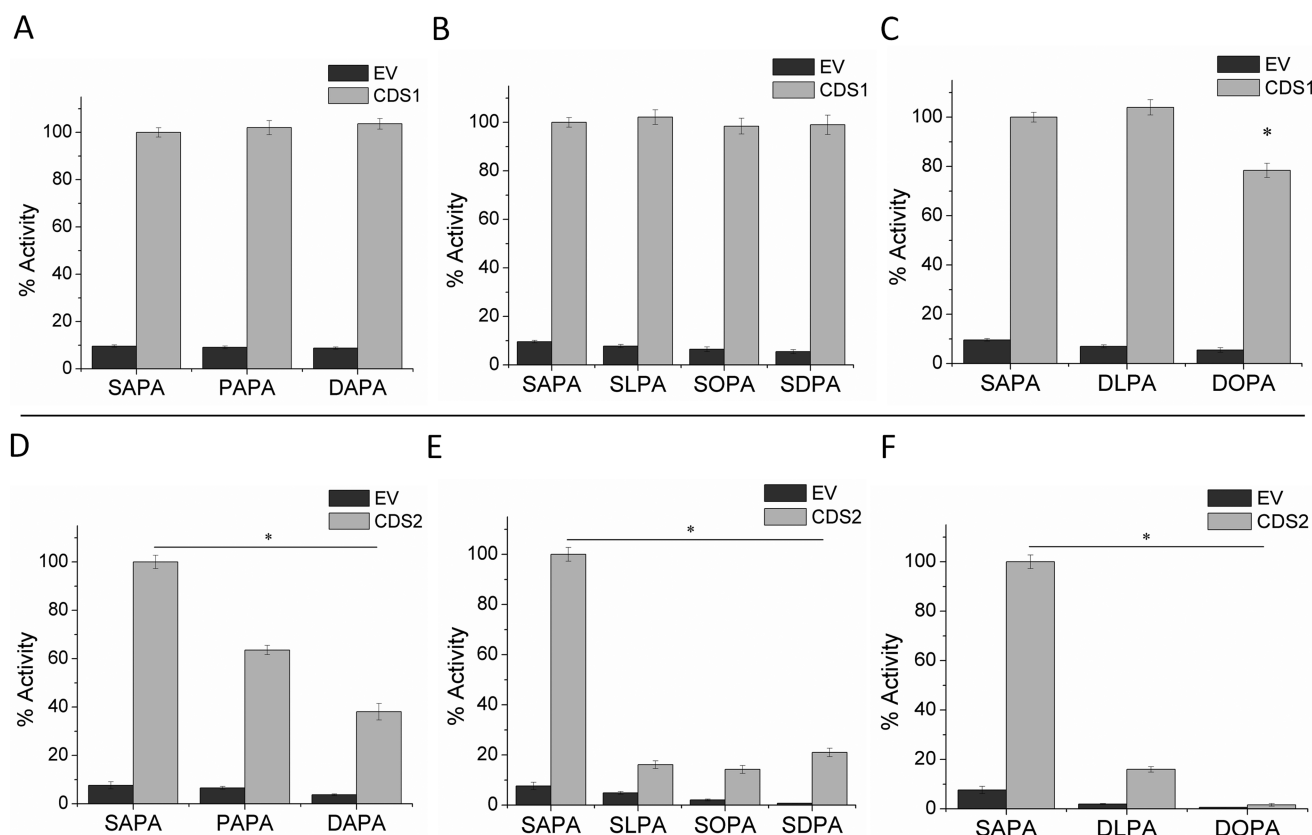 A
EV
CDS1
% Activity
100
80
60
40
20
0
SAPA PAPA DAPA
B
EV
CDS1
% Activity
100
80
60
40
20
0
SAPA SLPA SOPA SDPA
C
EV
CDS1
*
% Activity
100
80
60
40
20
0
SAPA DLPA DOPA
D
EV
CDS2
*
% Activity
100
80
60
40
20
0
SAPA PAPA DAPA
E
EV
CDS2
*
% Activity
100
80
60
40
20
0
SAPA SLPA SOPA SDPA
F
EV
CDS2
*
% Activity
100
80
60
40
20
0
SAPA DLPA DOPA